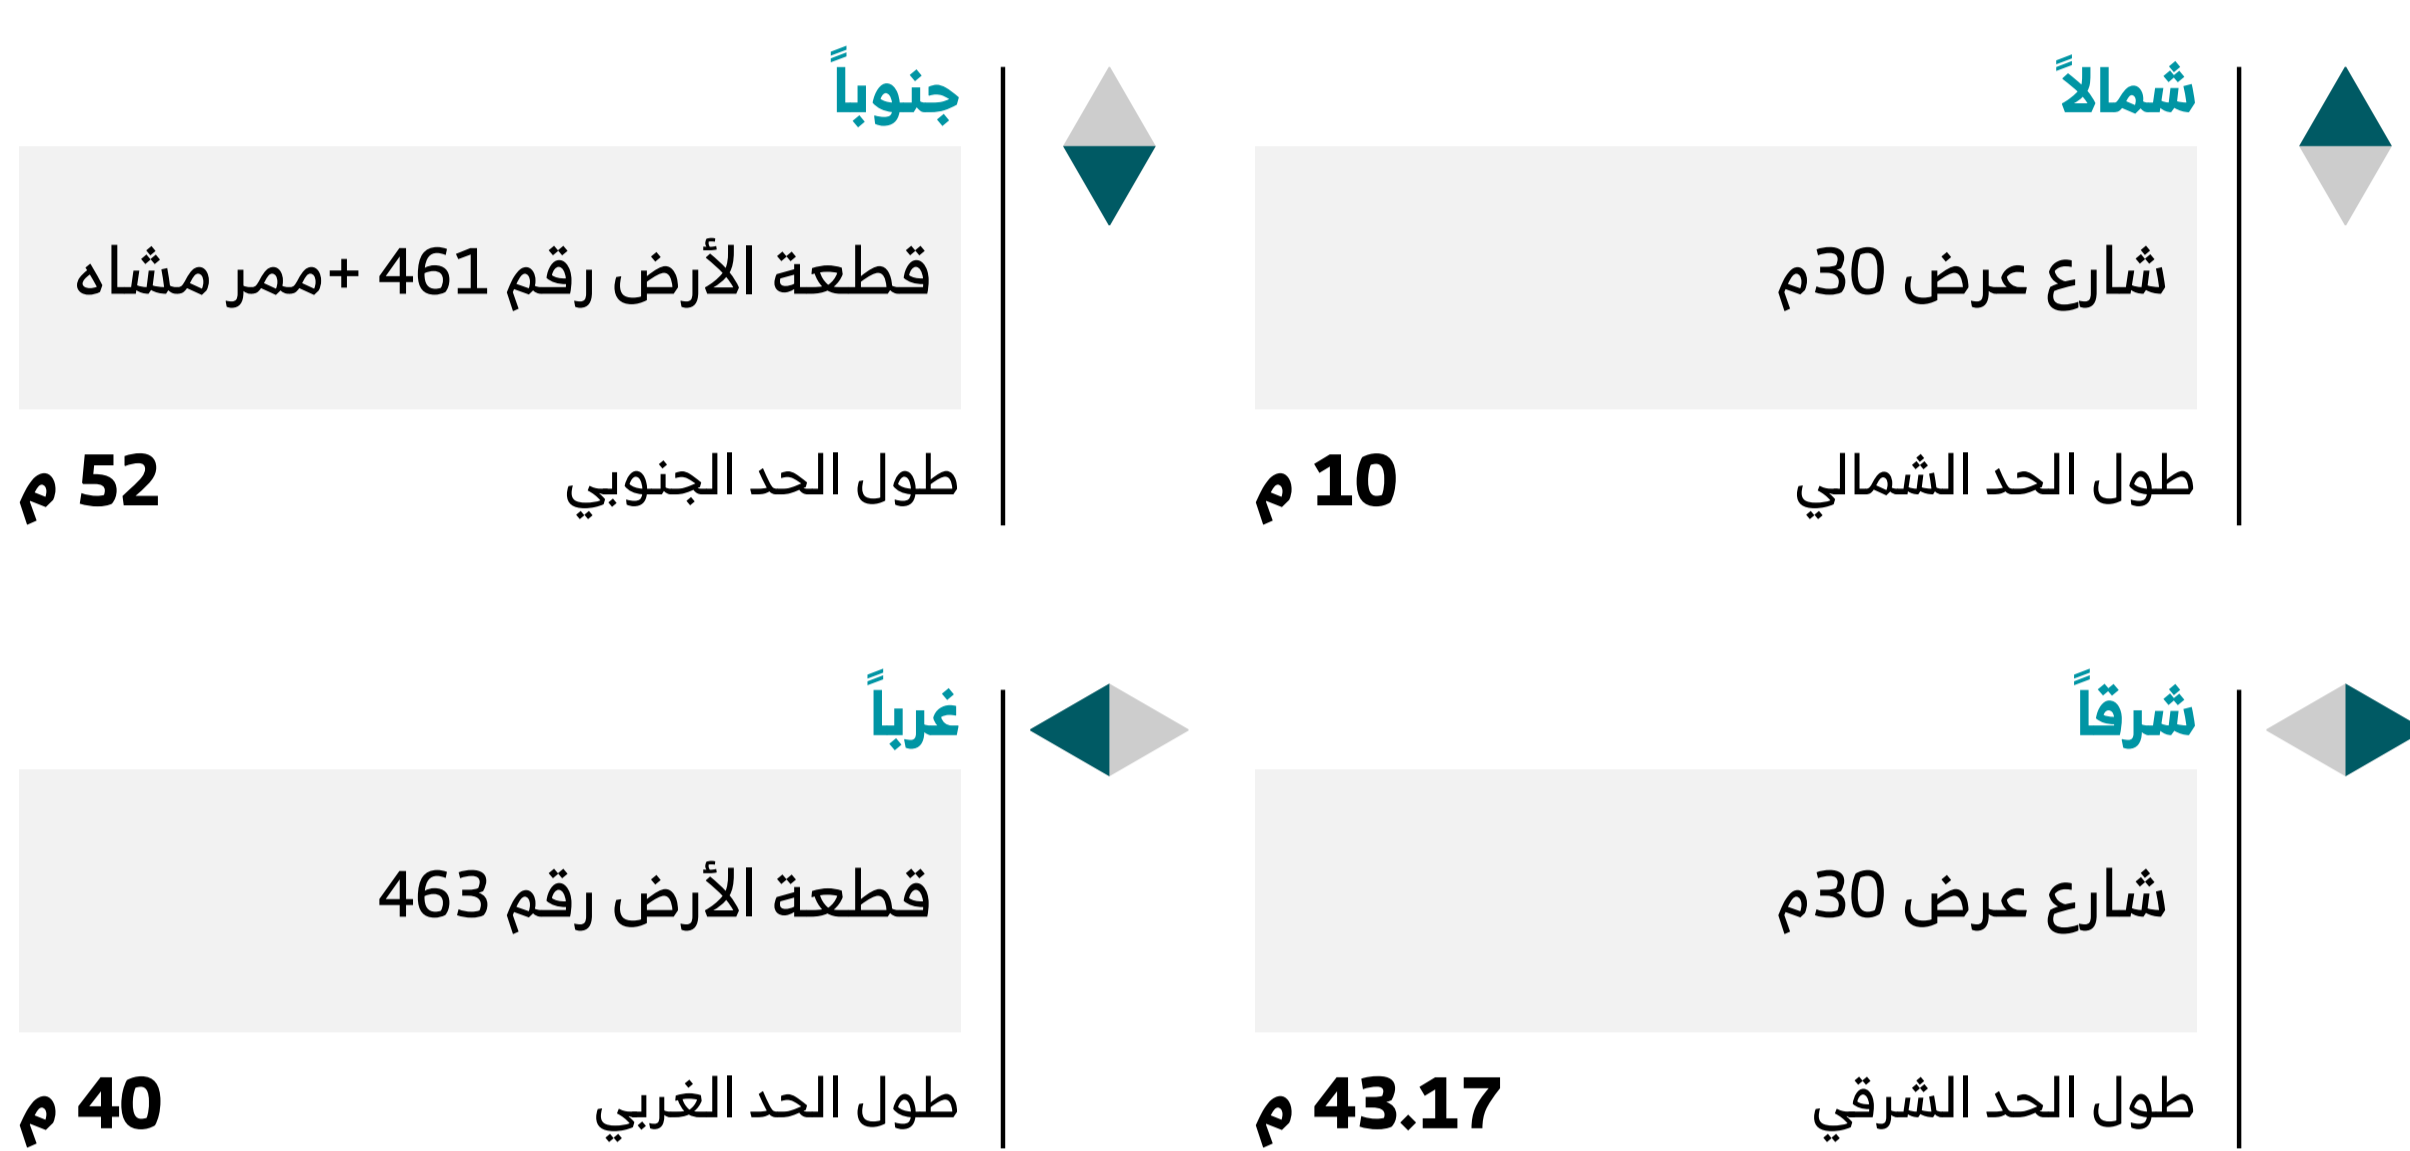 شمالاً
شارع عرض 30م
طول الحد الشمالي 10 م
جنوباً
قطعة الأرض رقم 461 +ممر مشاه
طول الحد الجنوبي 52 م
شرقاً
شارع عرض 30م
طول الحد الشرقي 43.17 م
غرباً
قطعة الأرض رقم 463
طول الحد الغربي 40 م